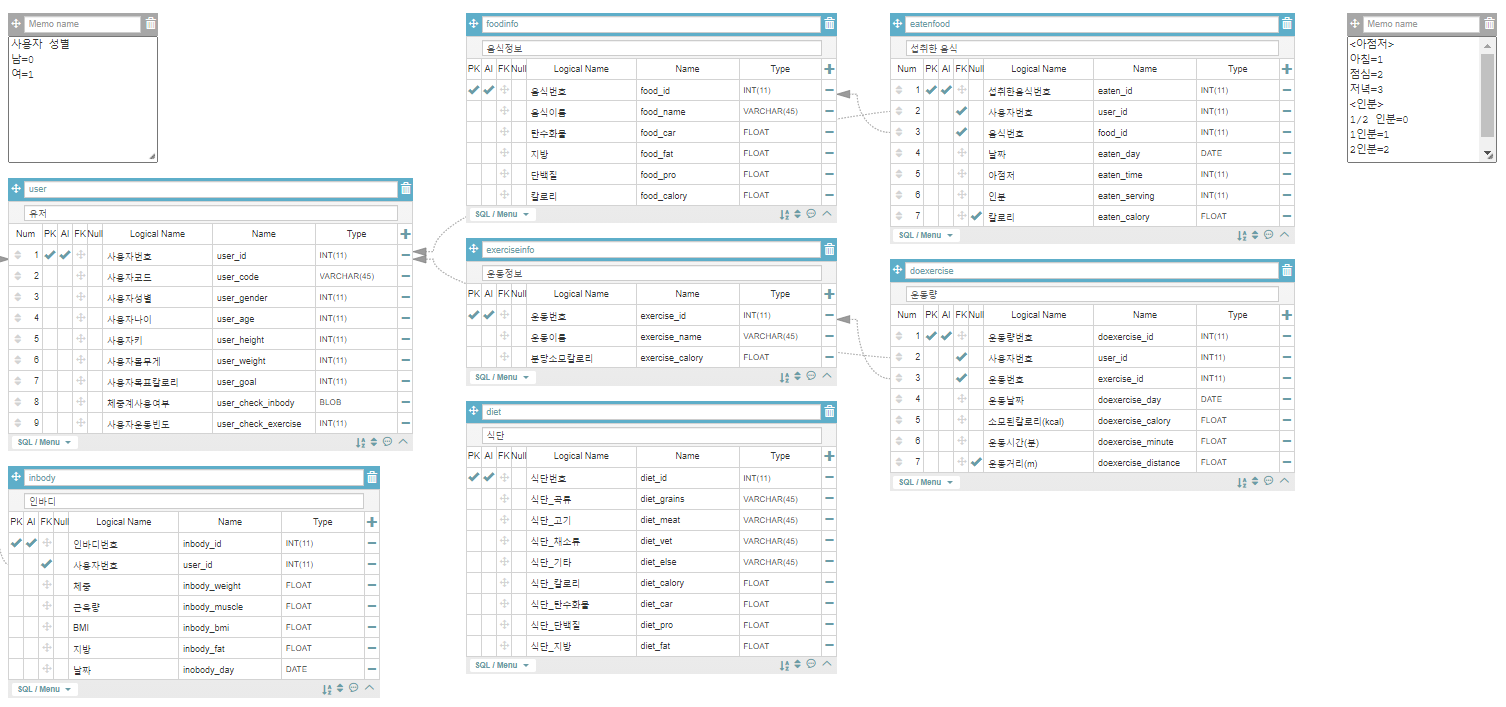 Memo name
사용자 성별
남=0
여=1
user
유저
Num PK AI FK Null Logical Name Name Type
1 사용자번호 user_id INT(11)
2 사용자코드 user_code VARCHAR(45)
3 사용자성별 user_gender INT(11)
4 사용자나이 user_age INT(11)
5 사용자키 user_height INT(11)
6 사용자몸무게 user_weight INT(11)
7 사용자목표칼로리 user_goal INT(11)
8 체중계사용여부 user_check_inbody BLOB
9 사용자운동빈도 user_check_exercise INT(11)
SQL / Menu
inbody
인바디
PK AI FK Null Logical Name Name Type
인바디번호 inbody_id INT(11)
사용자번호 user_id INT(11)
체중 inbody_weight FLOAT
근육량 inbody_muscle FLOAT
BMI inbody_bmi FLOAT
지방 inbody_fat FLOAT
날짜 inobody_day DATE
SQL / Menu
foodinfo
음식정보
PK AI FK Null Logical Name Name Type
음식번호 food_id INT(11)
음식이름 food_name VARCHAR(45)
탄수화물 food_car FLOAT
지방 food_fat FLOAT
단백질 food_pro FLOAT
칼로리 food_calory FLOAT
SQL / Menu
exerciseinfo
운동정보
PK AI FK Null Logical Name Name Type
운동번호 exercise_id INT(11)
운동이름 exercise_name VARCHAR(45)
분당소모칼로리 exercise_calory FLOAT
SQL / Menu
diet
식단
PK AI FK Null Logical Name Name Type
식단번호 diet_id INT(11)
식단_곡류 diet_grains VARCHAR(45)
식단_고기 diet_meat VARCHAR(45)
식단_채소류 diet_vet VARCHAR(45)
식단_기타 diet_else VARCHAR(45)
식단_칼로리 diet_calory FLOAT
식단_탄수화물 diet_car FLOAT
식단_단백질 diet_pro FLOAT
식단_지방 diet_fat FLOAT
SQL / Menu
eatenfood
섭취한 음식
Num PK AI FK Null Logical Name Name Type
1 섭취한음식번호 eaten_id INT(11)
2 사용자번호 user_id INT(11)
3 음식번호 food_id INT(11)
4 날짜 eaten_day DATE
5 아점저 eaten_time INT(11)
6 인분 eaten_serving INT(11)
7 칼로리 eaten_calory FLOAT
SQL / Menu
doexercise
운동량
Num PK AI FK Null Logical Name Name Type
1 운동량번호 doexercise_id INT(11)
2 사용자번호 user_id INT11)
3 운동번호 exercise_id INT11)
4 운동날짜 doexercise_day DATE
5 소모된칼로리(kcal) doexercise_calory FLOAT
6 운동시간(분) doexercise_minute FLOAT
7 운동거리(m) doexercise_distance FLOAT
SQL / Menu
Memo name
<아점저>
아침=1
점심=2
저녁=3
<인분>
1/2 인분=0
1인분=1
2인분=2